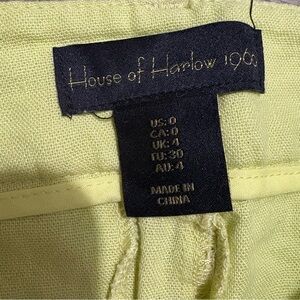 House of Harlow 1960
US: 0
CA: 0
UK: 4
EU: 30
AU: 4
MADE IN
CHINA